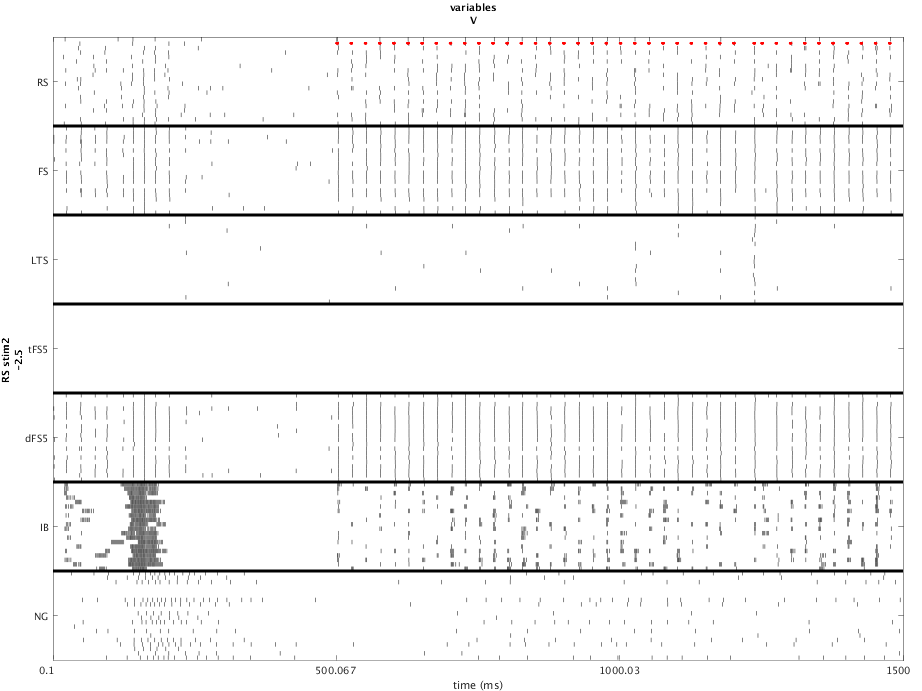 variables
V
RS
FS
LTS
RS stim2
-2.5
tFS5
dFS5
IB
NG
0.1
500.067
1000.03
1500
time (ms)